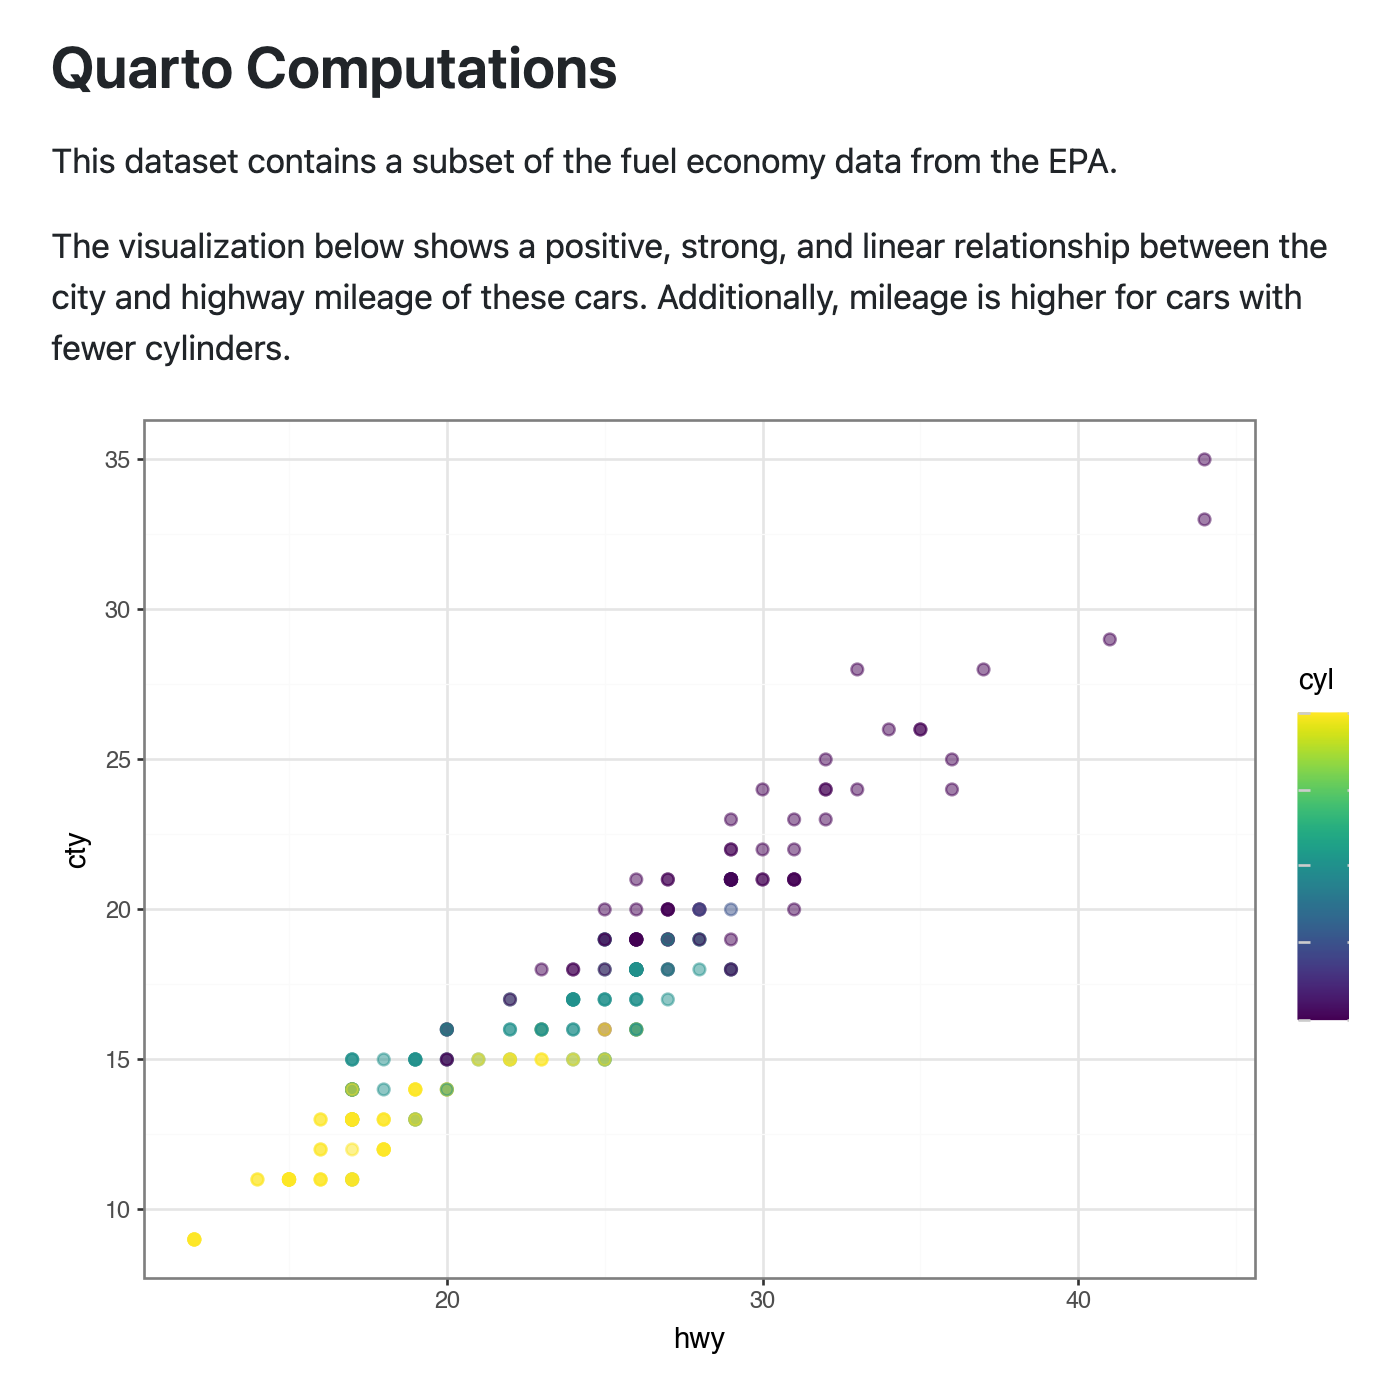 Quarto Computations
This dataset contains a subset of the fuel economy data from the EPA.
The visualization below shows a positive, strong, and linear relationship between the
city and highway mileage of these cars. Additionally, mileage is higher for cars with
fewer cylinders.
35
30
25
20
15
10
cty
20 30 40
hwy
cyl